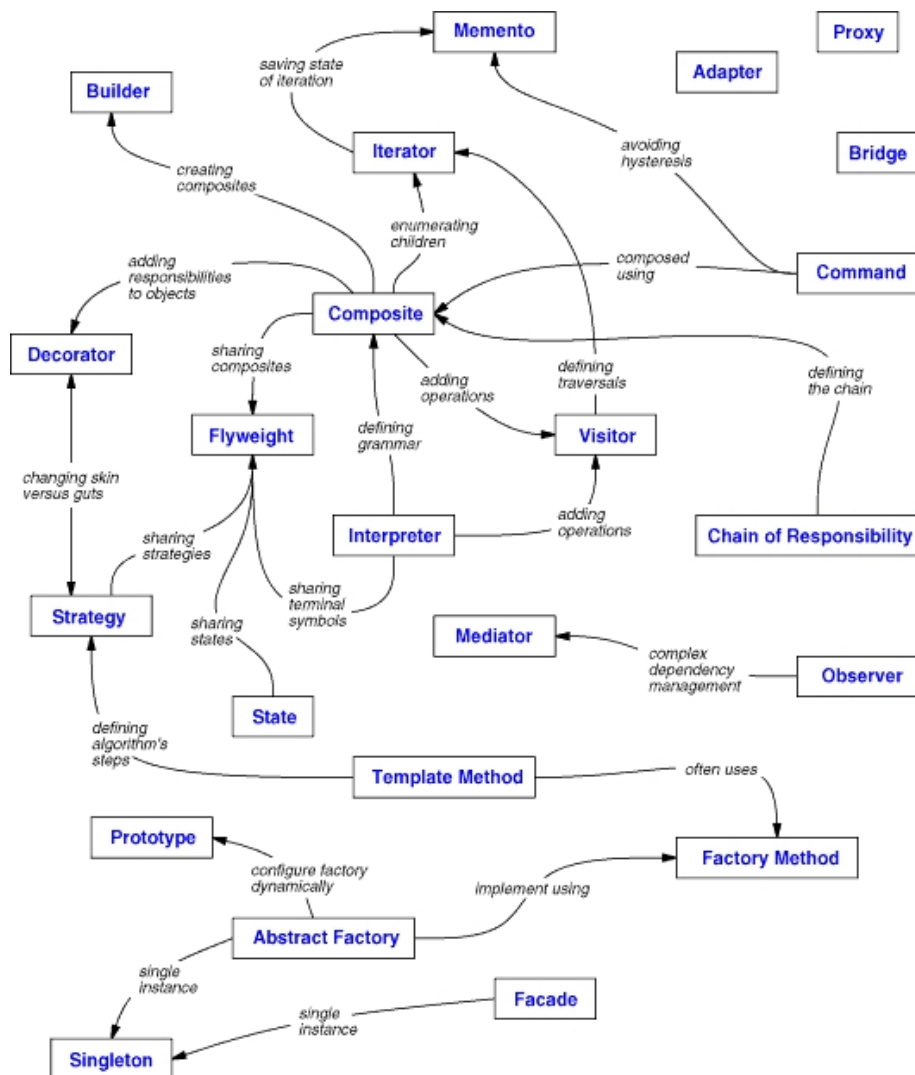 Memento
Proxy
saving state
of iteration
Adapter
Builder
Iterator
avoiding
hysteresis
Bridge
creating
composites
enumerating
children
adding
responsibilities
to objects
composed
using
Command
Composite
Decorator
sharing
composites
adding
operations
defining
traversals
defining
the chain
Flyweight
defining
grammar
Visitor
changing skin
versus guts
adding
operations
sharing
strategies
Interpreter
Chain of Responsibility
sharing
terminal
symbols
Strategy
sharing
states
Mediator
complex
dependency
management
Observer
State
defining
algorithm's
steps
Template Method
often uses
Prototype
Factory Method
configure factory
dynamically
implement using
Abstract Factory
single
instance
Facade
single
instance
Singleton